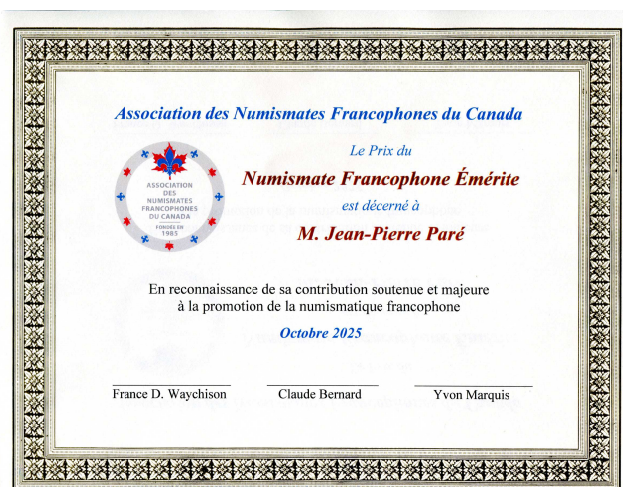 Association des Numismates Francophones du Canada
Le Prix du
Numismate Francophone Émérite
est décerné à
M. Jean-Pierre Paré
ASSOCIATION
DES
NUMISMATES
FRANCOPHONES
DU CANADA
FONDÉE EN
1985
En reconnaissance de sa contribution soutenue et majeure
à la promotion de la numismatique francophone
Octobre 2025
France D. Waychison
Claude Bernard
Yvon Marquis